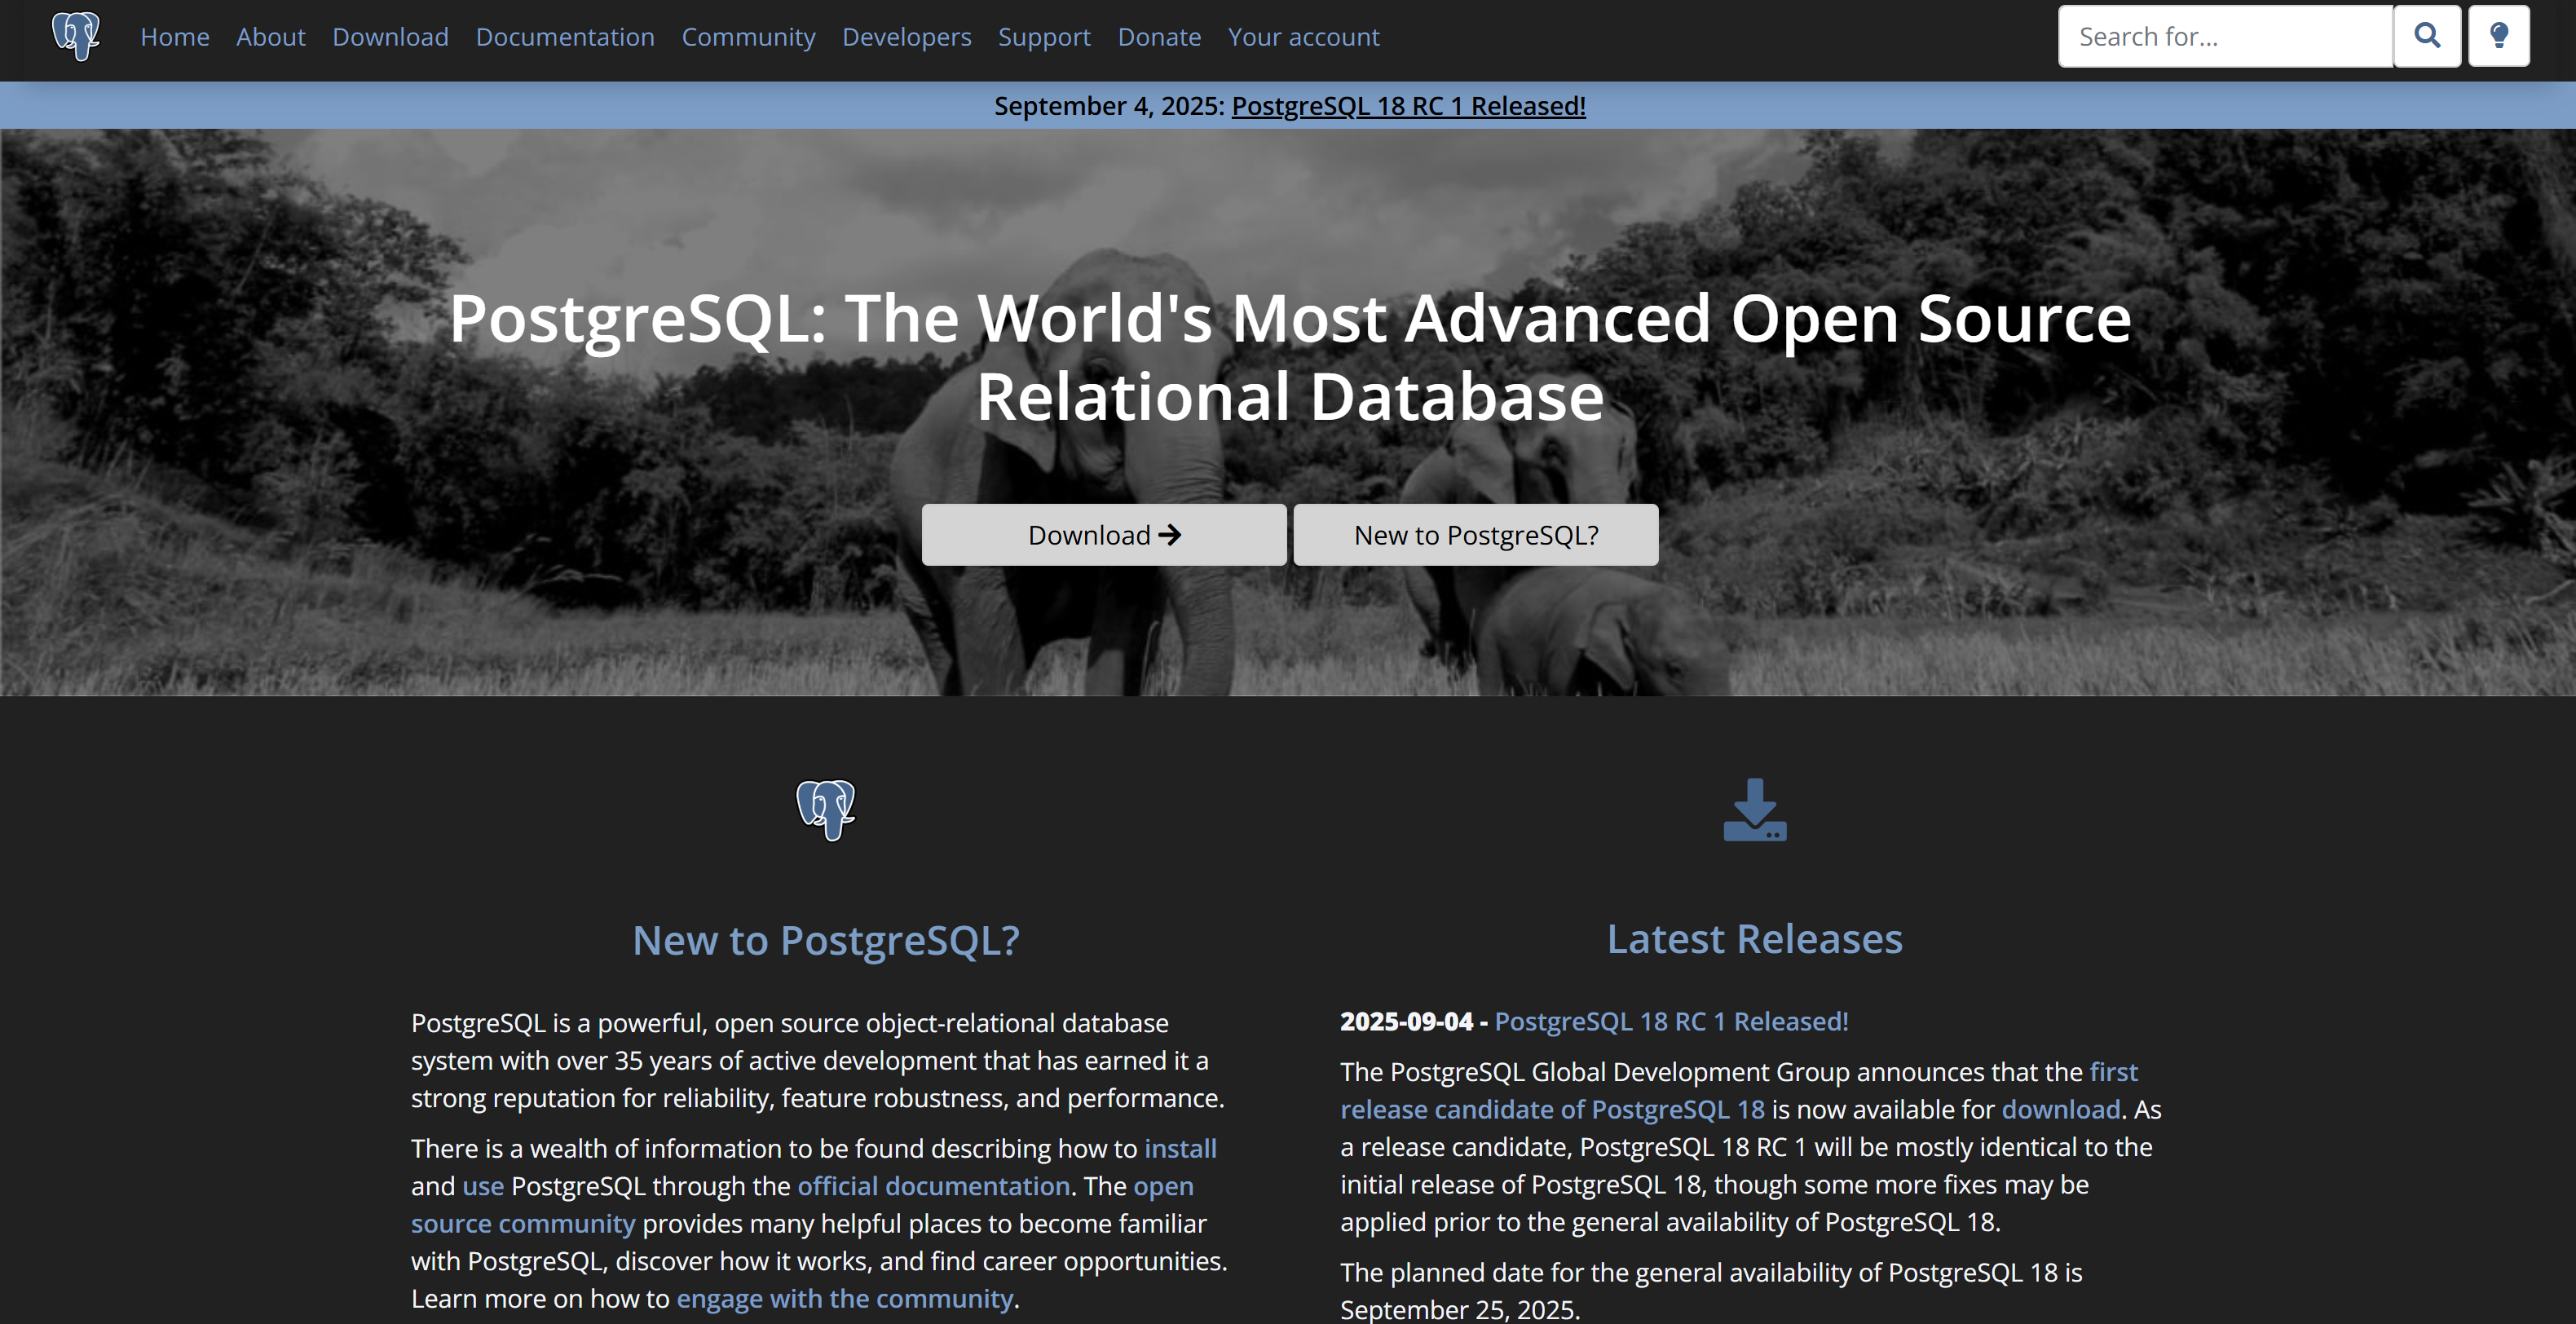 Home About Download Documentation Community Developers Support Donate Your account Search for...
September 4, 2025: PostgreSQL 18 RC 1 Released!
PostgreSQL: The World's Most Advanced Open Source
Relational Database
Download New to PostgreSQL?
New to PostgreSQL?
PostgreSQL is a powerful, open source object-relational database
system with over 35 years of active development that has earned it a
strong reputation for reliability, feature robustness, and performance.
There is a wealth of information to be found describing how to install
and use PostgreSQL through the official documentation. The open
source community provides many helpful places to become familiar
with PostgreSQL, discover how it works, and find career opportunities.
Learn more on how to engage with the community.
Latest Releases
2025-09-04 - PostgreSQL 18 RC 1 Released!
The PostgreSQL Global Development Group announces that the first
release candidate of PostgreSQL 18 is now available for download. As
a release candidate, PostgreSQL 18 RC 1 will be mostly identical to the
initial release of PostgreSQL 18, though some more fixes may be
applied prior to the general availability of PostgreSQL 18.
The planned date for the general availability of PostgreSQL 18 is
September 25, 2025.